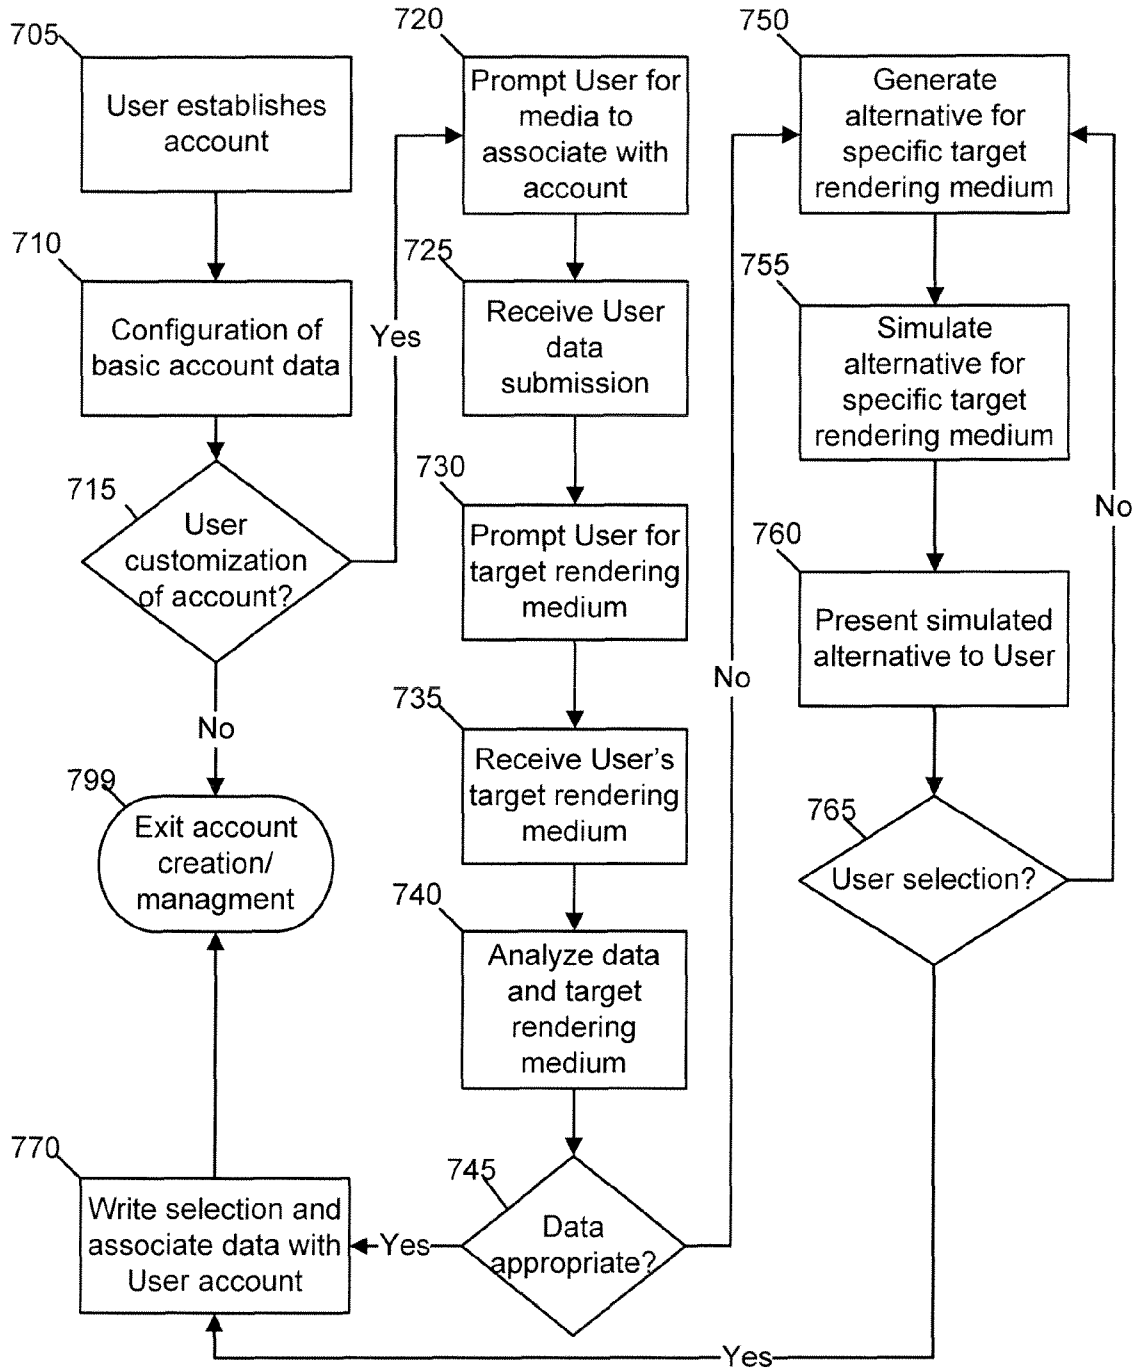 705
User establishes
account
710
Configuration of
basic account data
715
User
customization
of account?
Yes
No
799
Exit account
creation/
managment
770
Write selection and
associate data with
User account
720
Prompt User for
media to
associate with
account
725
Receive User
data
submission
730
Prompt User for
target rendering
medium
735
Receive User's
target rendering
medium
740
Analyze data
and target
rendering
medium
745
Data
appropriate?
Yes
No
750
Generate
alternative for
specific target
rendering medium
755
Simulate
alternative for
specific target
rendering medium
760
Present simulated
alternative to User
765
User selection?
No
Yes